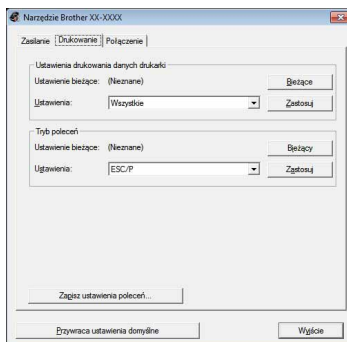 Narzędzie Brother XX-XXXX
Zasilanie Drukowanie Połączenie
Ustawienia drukowania danych drukarki
Ustawienie bieżące: (Nieznane) Bieżące
Ustawienia: Wszystkie Zastosuj
Tryb poleceń
Ustawienie bieżące: (Nieznane) Bieżący
Ustawienia: ESC/P Zastosuj
Zapisz ustawienia poleceń...
Przywraca ustawienia domyślne Wyjście